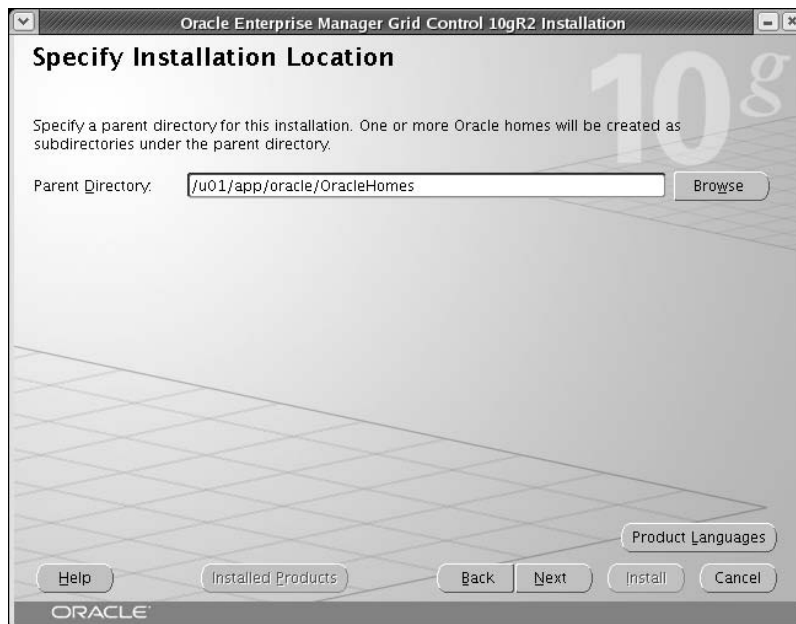 Oracle Enterprise Manager Grid Control 10gR2 Installation
Specify Installation Location
10g
Specify a parent directory for this installation. One or more Oracle homes will be created as
subdirectories under the parent directory.
Parent Directory: /u01/app/oracle/OracleHomes Browse
Product Languages
Help Installed Products Back Next Install Cancel
ORACLE